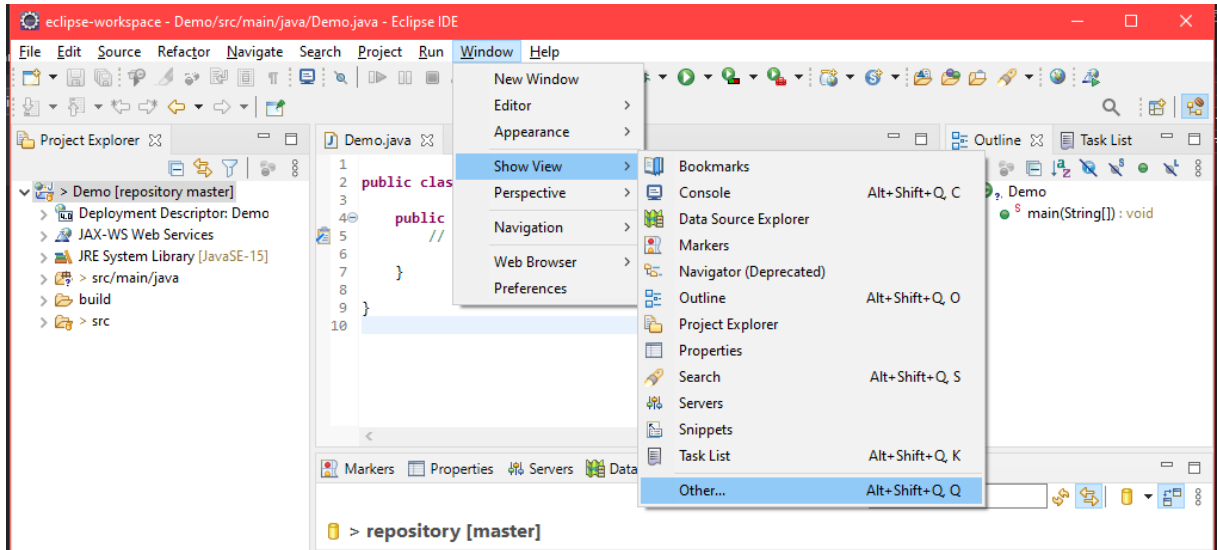 eclipse-workspace - Demo/src/main/java/Demo.java - Eclipse IDE
File Edit Source Refactor Navigate Search Project Run Window Help
New Window
Editor
Appearance
Show View
Perspective
Navigation
Web Browser
Preferences
Bookmarks
Console Alt+Shift+Q, C
Data Source Explorer
Markers
Navigator (Deprecated)
Outline Alt+Shift+Q, O
Project Explorer
Properties
Search Alt+Shift+Q, S
Servers
Snippets
Task List Alt+Shift+Q, K
Other... Alt+Shift+Q, Q
Project Explorer
> Demo [repository master]
Deployment Descriptor: Demo
JAX-WS Web Services
JRE System Library [JavaSE-15]
> src/main/java
build
> src
Demo.java
1
2 public clas
3
4 public
5 //
6
7 }
8
9 }
10
Outline Task List
Demo
S main(String[]) : void
Markers Properties Servers Data
> repository [master]